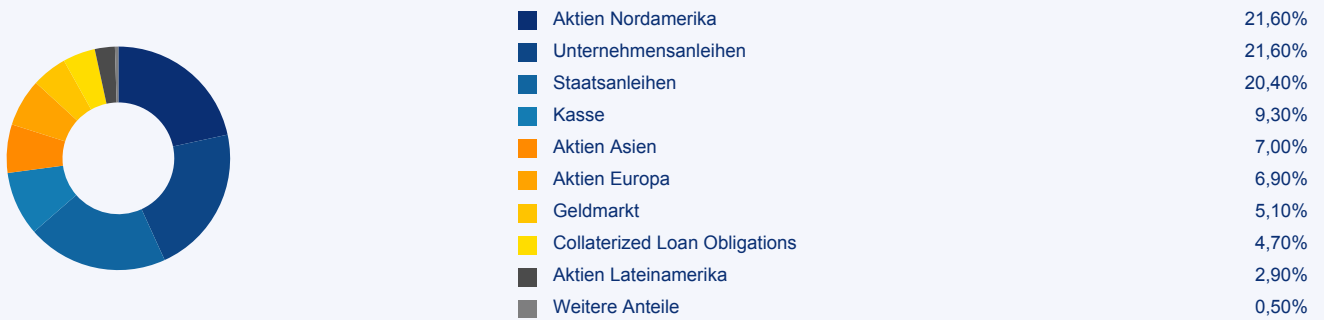 Aktien Nordamerika 21,60%
Unternehmensanleihen 21,60%
Staatsanleihen 20,40%
Kasse 9,30%
Aktien Asien 7,00%
Aktien Europa 6,90%
Geldmarkt 5,10%
Collaterized Loan Obligations 4,70%
Aktien Lateinamerika 2,90%
Weitere Anteile 0,50%